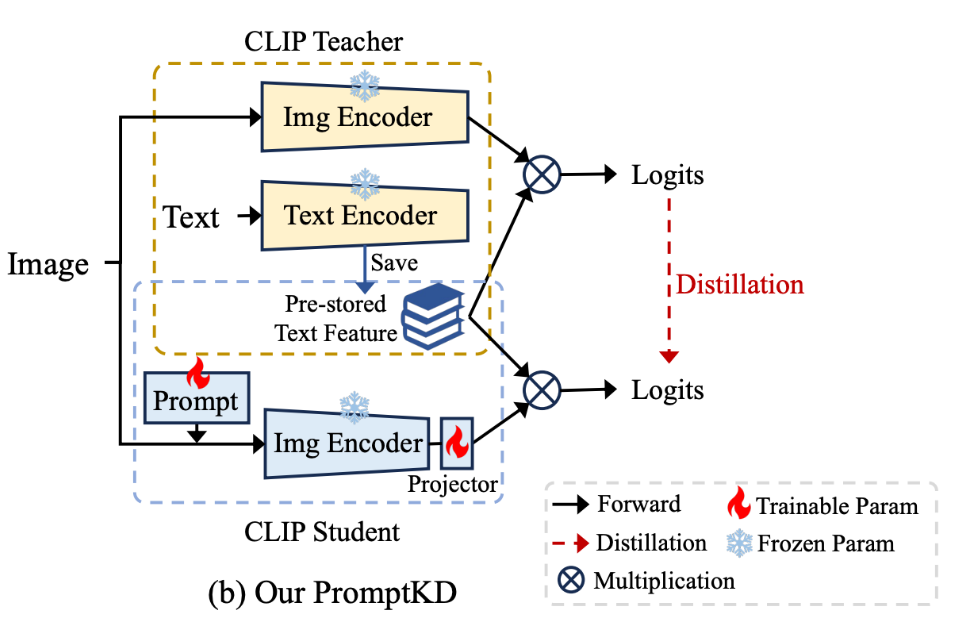 CLIP Teacher
Img Encoder
Text
Text Encoder
Logits
Save
Image
Pre-stored
Text Feature
Distillation
Prompt
Logits
Img Encoder
Projector
CLIP Student
Forward
Trainable Param
Distillation
Frozen Param
Multiplication
(b) Our PromptKD